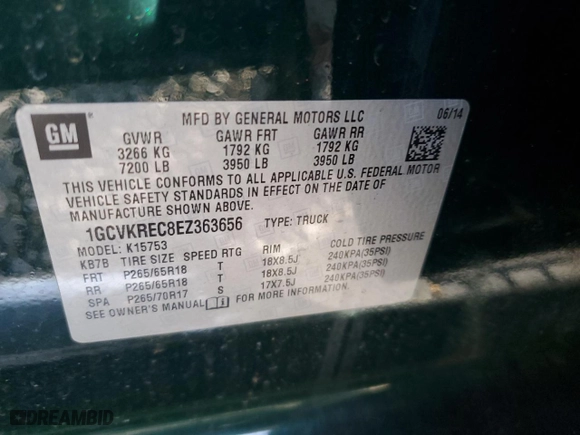 GM
MFD BY GENERAL MOTORS LLC
06/14
GVWR GAWR FRT GAWR RR
3266 KG 1792 KG 1792 KG
7200 LB 3950 LB 3950 LB
THIS VEHICLE CONFORMS TO ALL APPLICABLE U.S. FEDERAL MOTOR
VEHICLE SAFETY STANDARDS IN EFFECT ON THE DATE OF
MANUFACTURE SHOWN ABOVE.
1GCVKREC8EZ363656 TYPE: TRUCK
MODEL: K15753
KB7B TIRE SIZE SPEED RTG RIM COLD TIRE PRESSURE
FRT P265/65R18 T 18X8.5J 240KPA(35PSI)
RR P265/65R18 T 18X8.5J 240KPA(35PSI)
SPA P265/70R17 S 17X7.5J 240KPA(35PSI)
SEE OWNER'S MANUAL FOR MORE INFORMATION.
DREAMBID